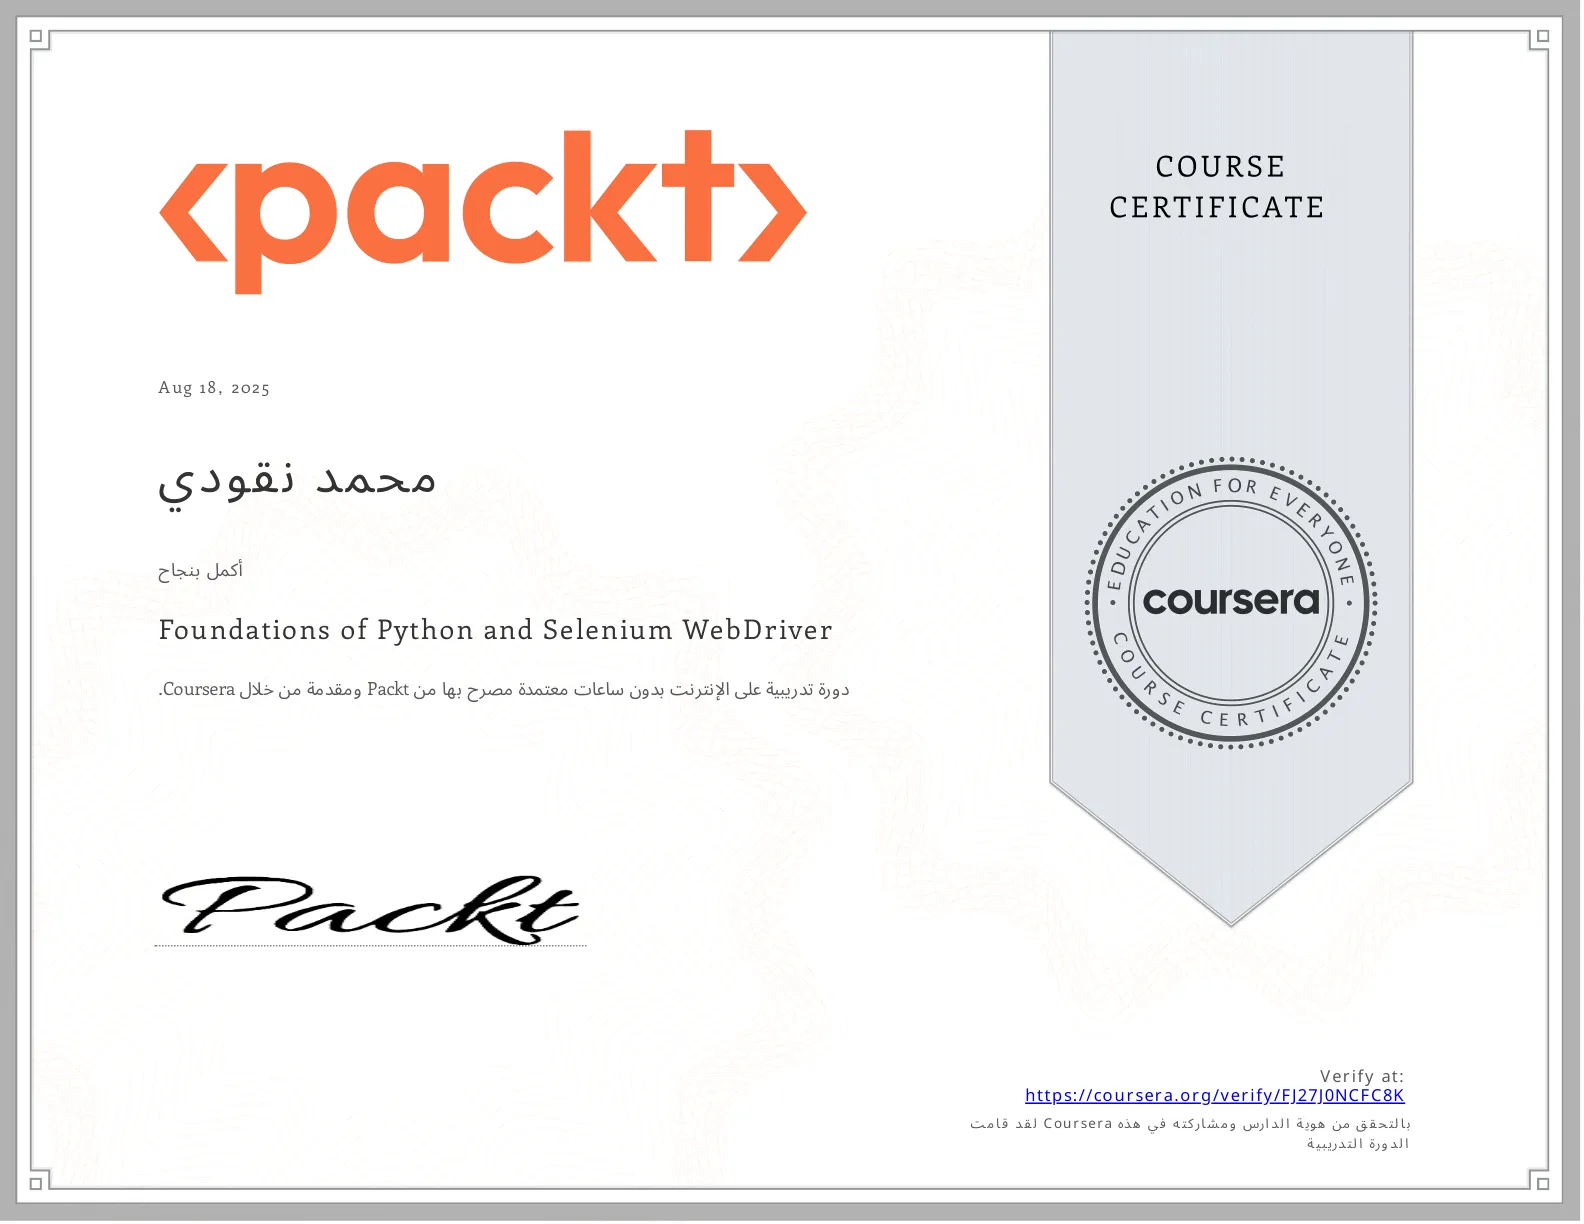 <packt>
COURSE
CERTIFICATE
Aug 18, 2025
محمد نقودي
أكمل بنجاح
Foundations of Python and Selenium WebDriver
دورة تدريبية على الإنترنت بدون ساعات معتمدة مصرح بها من Packt ومقدمة من خلال Coursera.
EDUCATION FOR EVERYONE
coursera
COURSE CERTIFICATE
Packt
Verify at:
https://coursera.org/verify/FJ27J0NCFC8K
لقد قامت Coursera بالتحقق من هوية الدارس ومشاركته في هذه
الدورة التدريبية